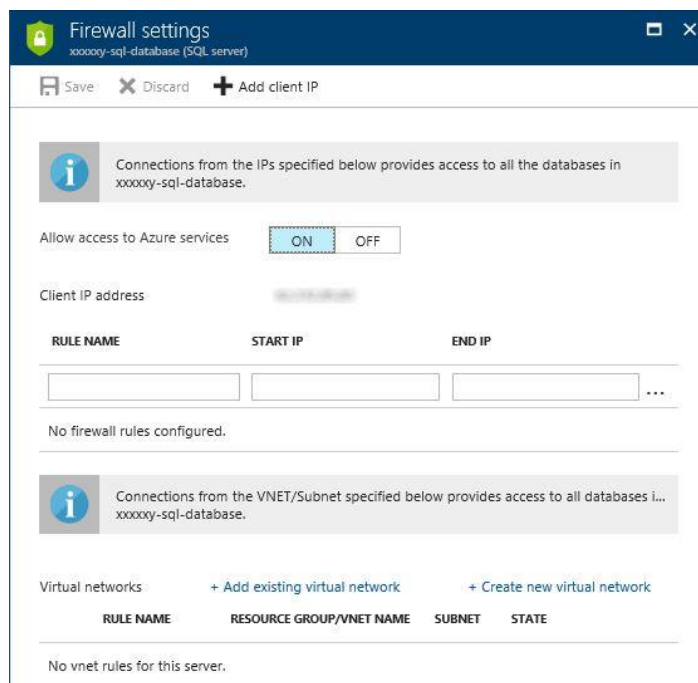 Firewall settings
xxxxxy-sql-database (SQL server)
Save Discard Add client IP
Connections from the IPs specified below provides access to all the databases in
xxxxxy-sql-database.
Allow access to Azure services ON OFF
Client IP address
RULE NAME START IP END IP
...
No firewall rules configured.
Connections from the VNET/Subnet specified below provides access to all databases i...
xxxxxy-sql-database.
Virtual networks + Add existing virtual network + Create new virtual network
RULE NAME RESOURCE GROUP/VNET NAME SUBNET STATE
No vnet rules for this server.